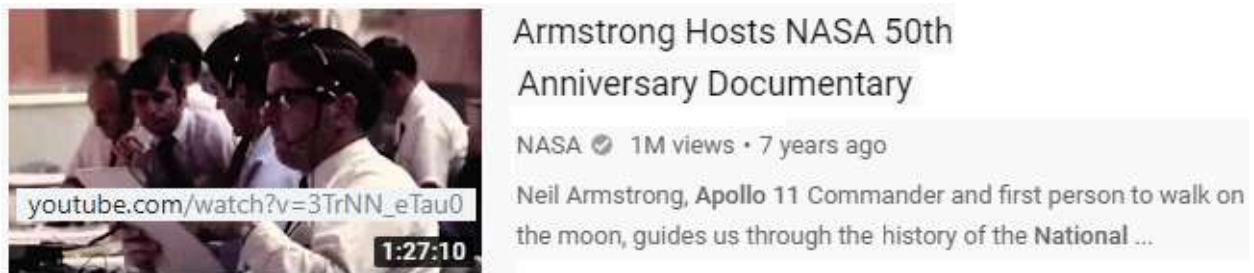 Armstrong Hosts NASA 50th
Anniversary Documentary
NASA 1M views • 7 years ago
Neil Armstrong, Apollo 11 Commander and first person to walk on
the moon, guides us through the history of the National ...
youtube.com/watch?v=3TrNN_eTau0
1:27:10